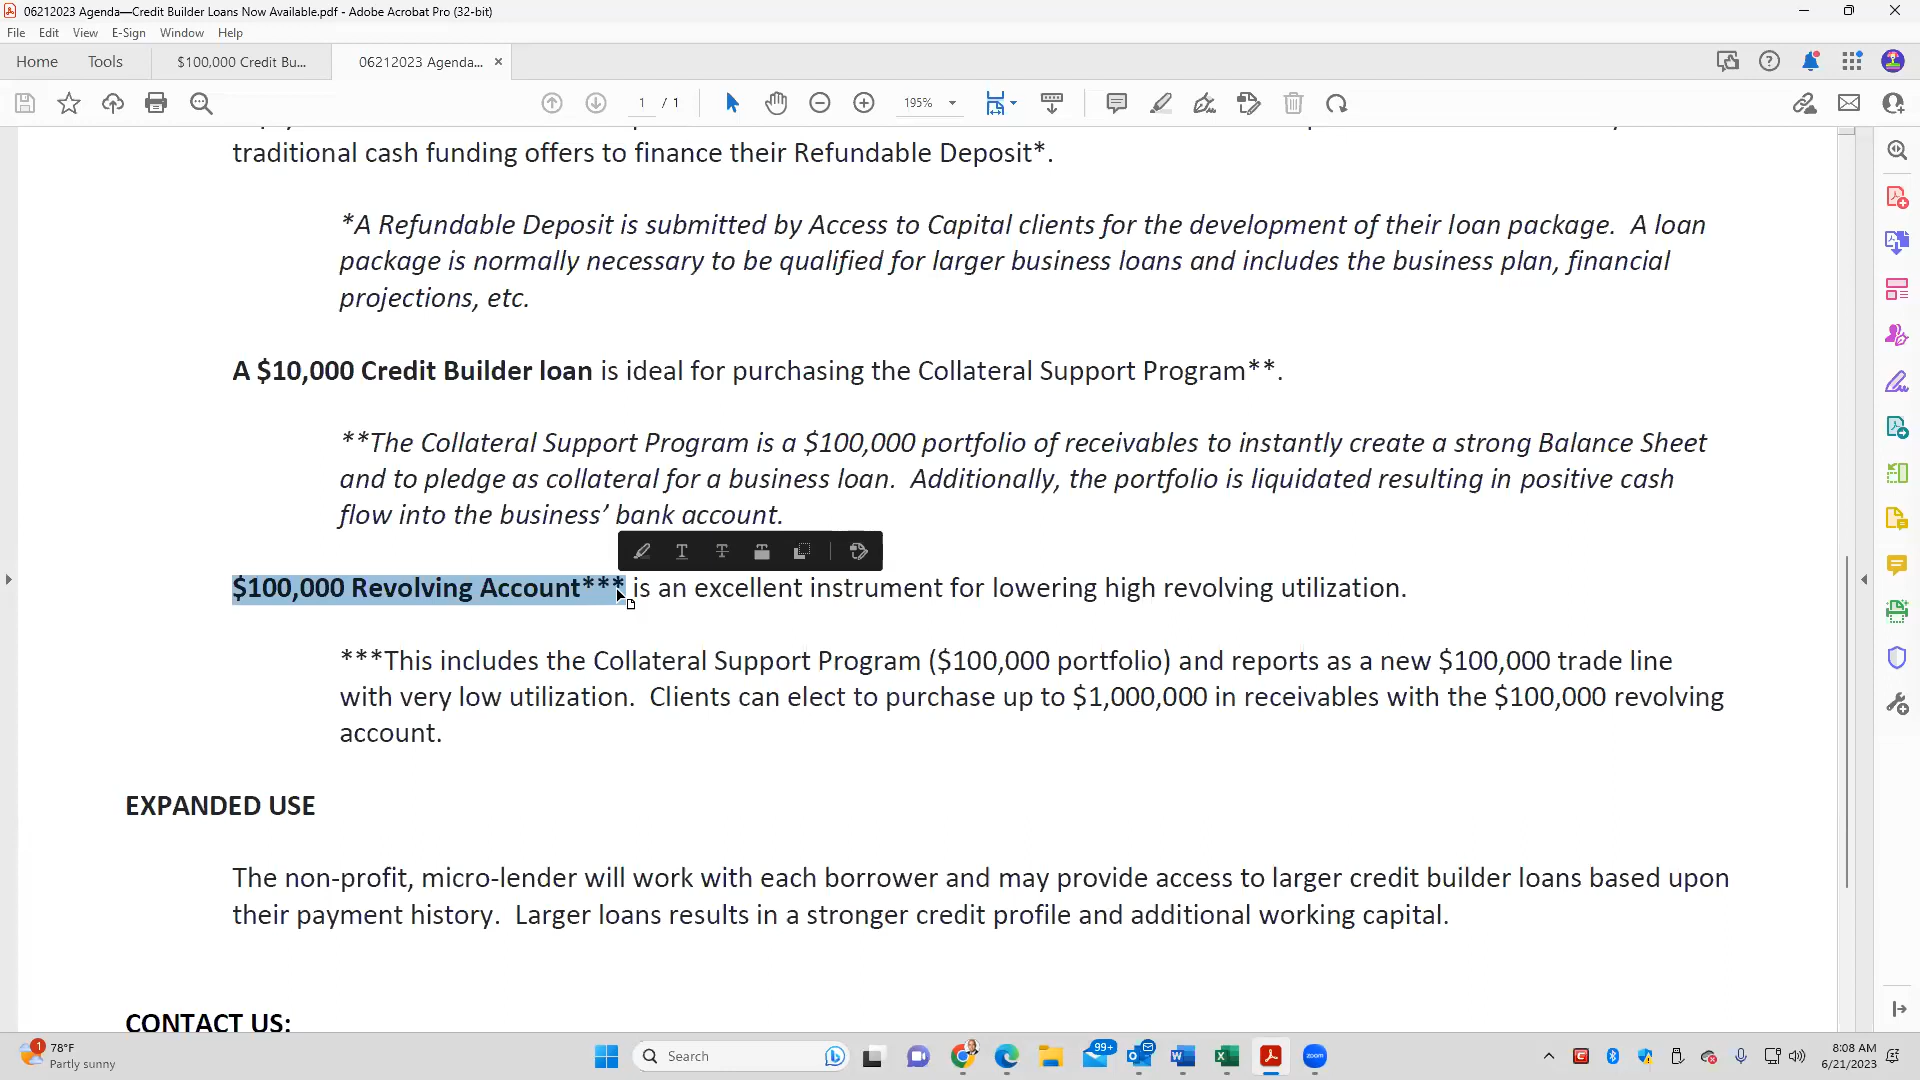 06212023 Agenda—Credit Builder Loans Now Available.pdf - Adobe Acrobat Pro (32-bit)
File Edit View E-Sign Window Help
Home Tools $100,000 Credit Bu... 06212023 Agenda...
1 / 1 195%
traditional cash funding offers to finance their Refundable Deposit*.
*A Refundable Deposit is submitted by Access to Capital clients for the development of their loan package. A loan
package is normally necessary to be qualified for larger business loans and includes the business plan, financial
projections, etc.
A $10,000 Credit Builder loan is ideal for purchasing the Collateral Support Program**.
**The Collateral Support Program is a $100,000 portfolio of receivables to instantly create a strong Balance Sheet
and to pledge as collateral for a business loan. Additionally, the portfolio is liquidated resulting in positive cash
flow into the business’ bank account.
$100,000 Revolving Account*** is an excellent instrument for lowering high revolving utilization.
***This includes the Collateral Support Program ($100,000 portfolio) and reports as a new $100,000 trade line
with very low utilization. Clients can elect to purchase up to $1,000,000 in receivables with the $100,000 revolving
account.
EXPANDED USE
The non-profit, micro-lender will work with each borrower and may provide access to larger credit builder loans based upon
their payment history. Larger loans results in a stronger credit profile and additional working capital.
CONTACT US:
1 78°F
Partly sunny
Search
99+
zoom
8:08 AM
6/21/2023